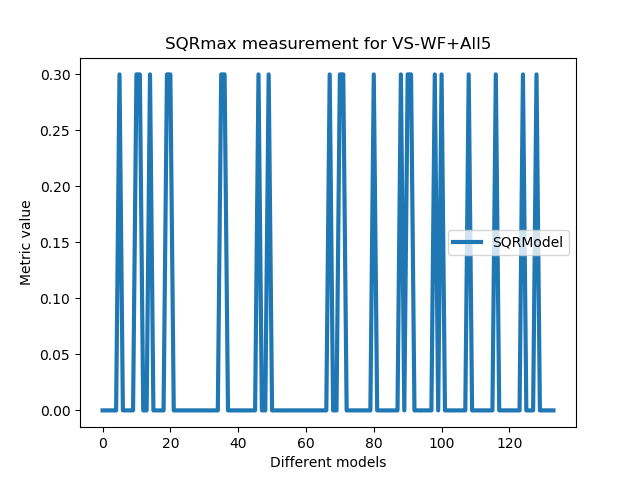 SQRmax measurement for VS-WF+All5
0.30
0.25
0.20
0.15
0.10
0.05
0.00
Metric value
SQRModel
0 20 40 60 80 100 120
Different models